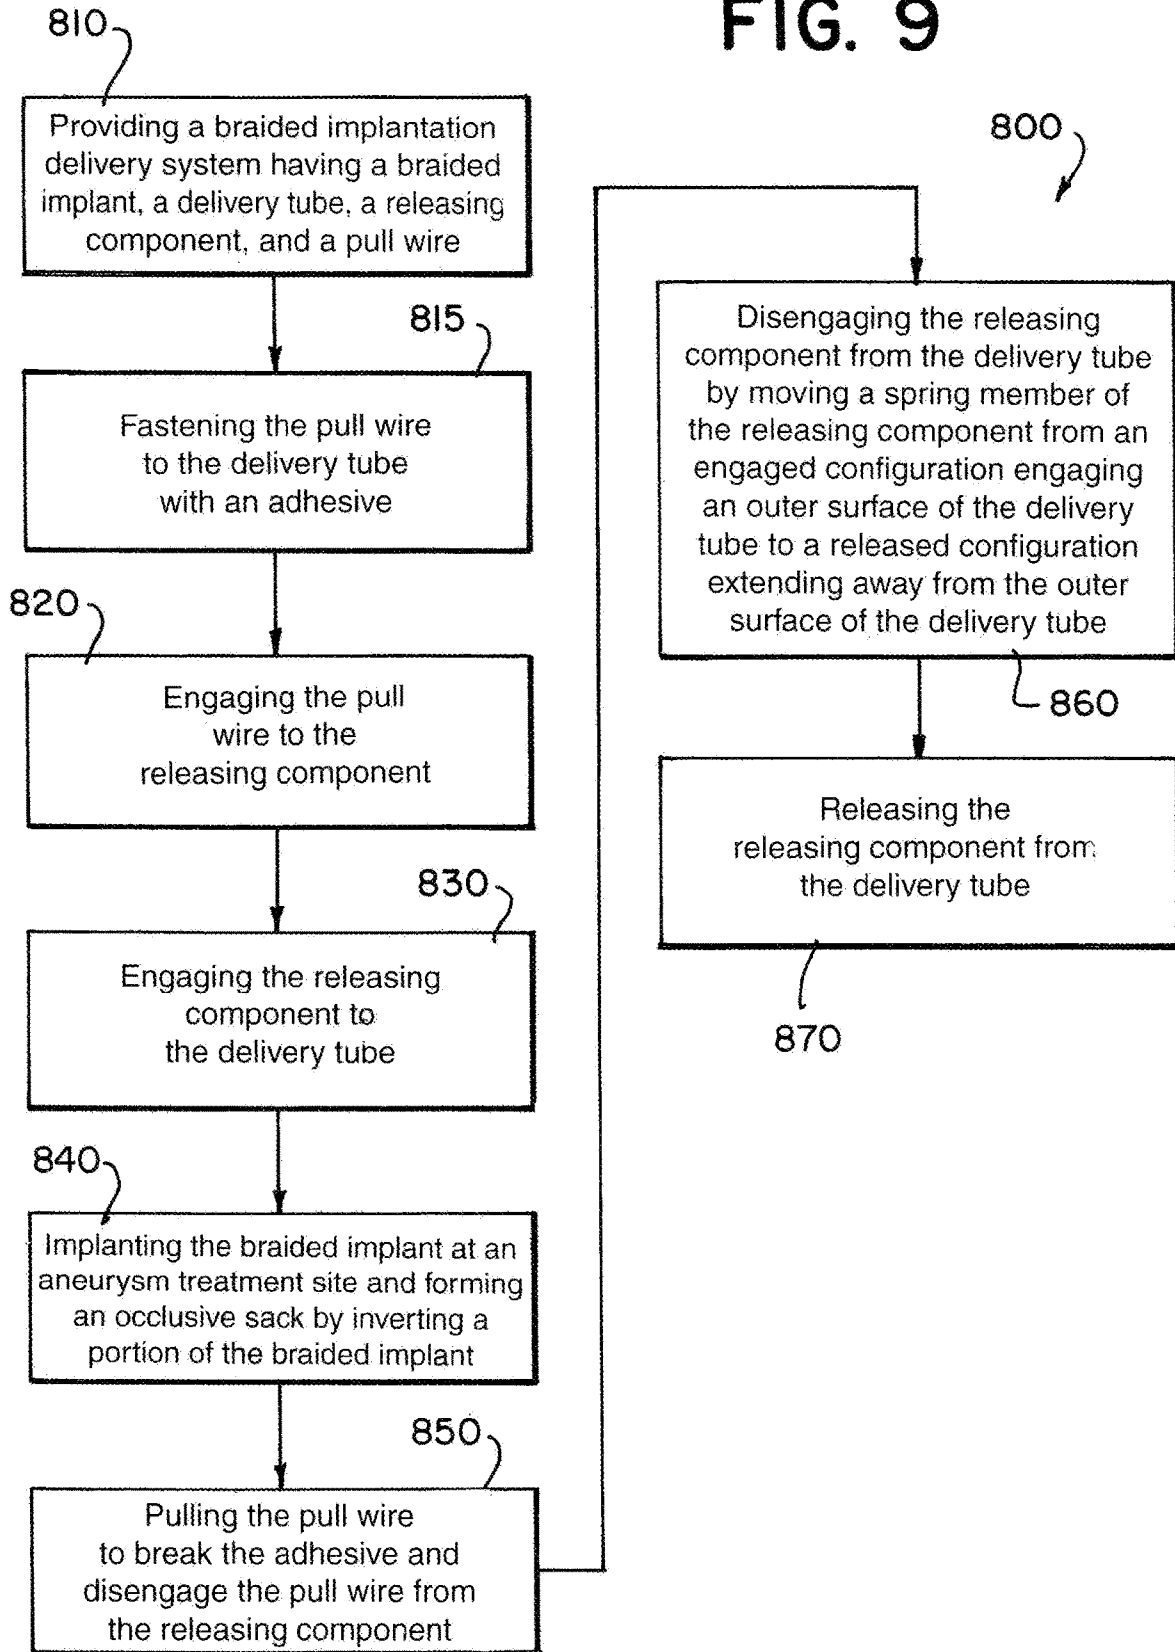 FIG. 9
800
810
Providing a braided implantation
delivery system having a braided
implant, a delivery tube, a releasing
component, and a pull wire
815
Fastening the pull wire
to the delivery tube
with an adhesive
820
Engaging the pull
wire to the
releasing component
830
Engaging the releasing
component to
the delivery tube
840
Implanting the braided implant at an
aneurysm treatment site and forming
an occlusive sack by inverting a
portion of the braided implant
850
Pulling the pull wire
to break the adhesive and
disengage the pull wire from
the releasing component
Disengaging the releasing
component from the delivery tube
by moving a spring member of
the releasing component from an
engaged configuration engaging
an outer surface of the delivery
tube to a released configuration
extending away from the outer
surface of the delivery tube
860
Releasing the
releasing component from
the delivery tube
870